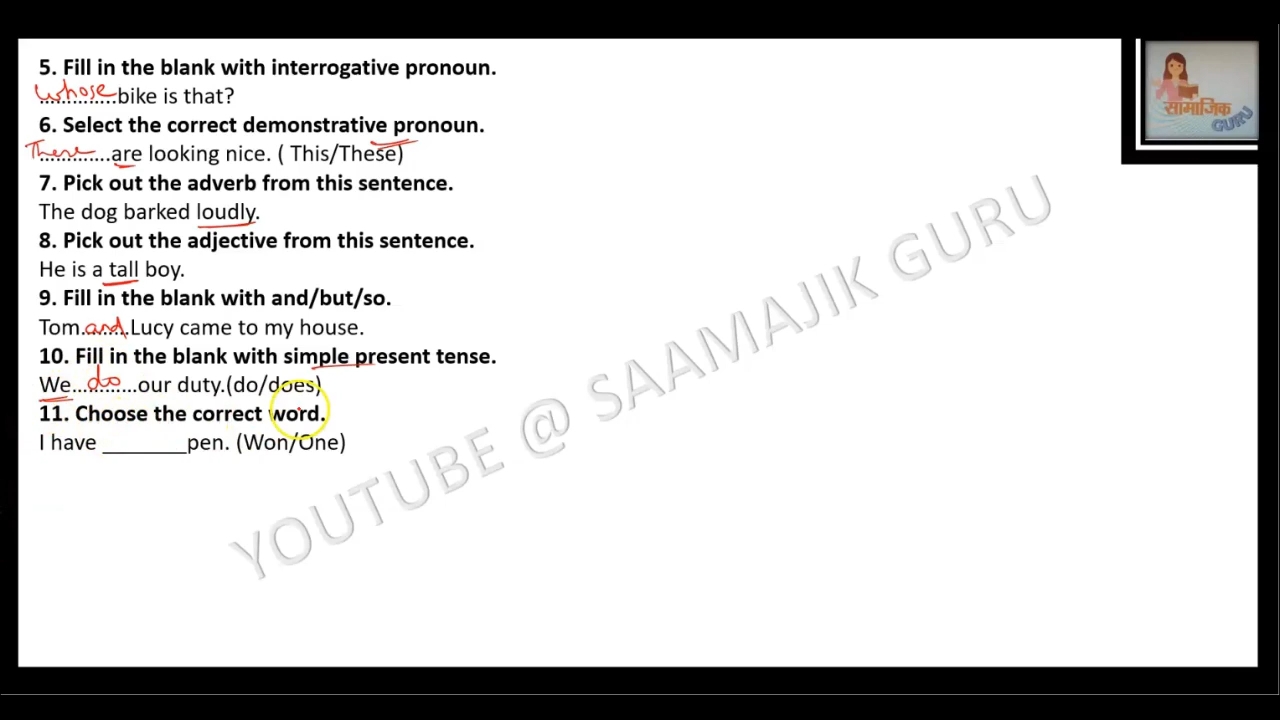 5. Fill in the blank with interrogative pronoun.
whose.............bike is that?
6. Select the correct demonstrative pronoun.
There.............are looking nice. ( This/These)
7. Pick out the adverb from this sentence.
The dog barked loudly.
8. Pick out the adjective from this sentence.
He is a tall boy.
9. Fill in the blank with and/but/so.
Tom..and.....Lucy came to my house.
10. Fill in the blank with simple present tense.
We...do.........our duty.(do/does)
11. Choose the correct word.
I have ________pen. (Won/One)
सामाजिक
GURU
YOUTUBE @ SAAMAJIK GURU